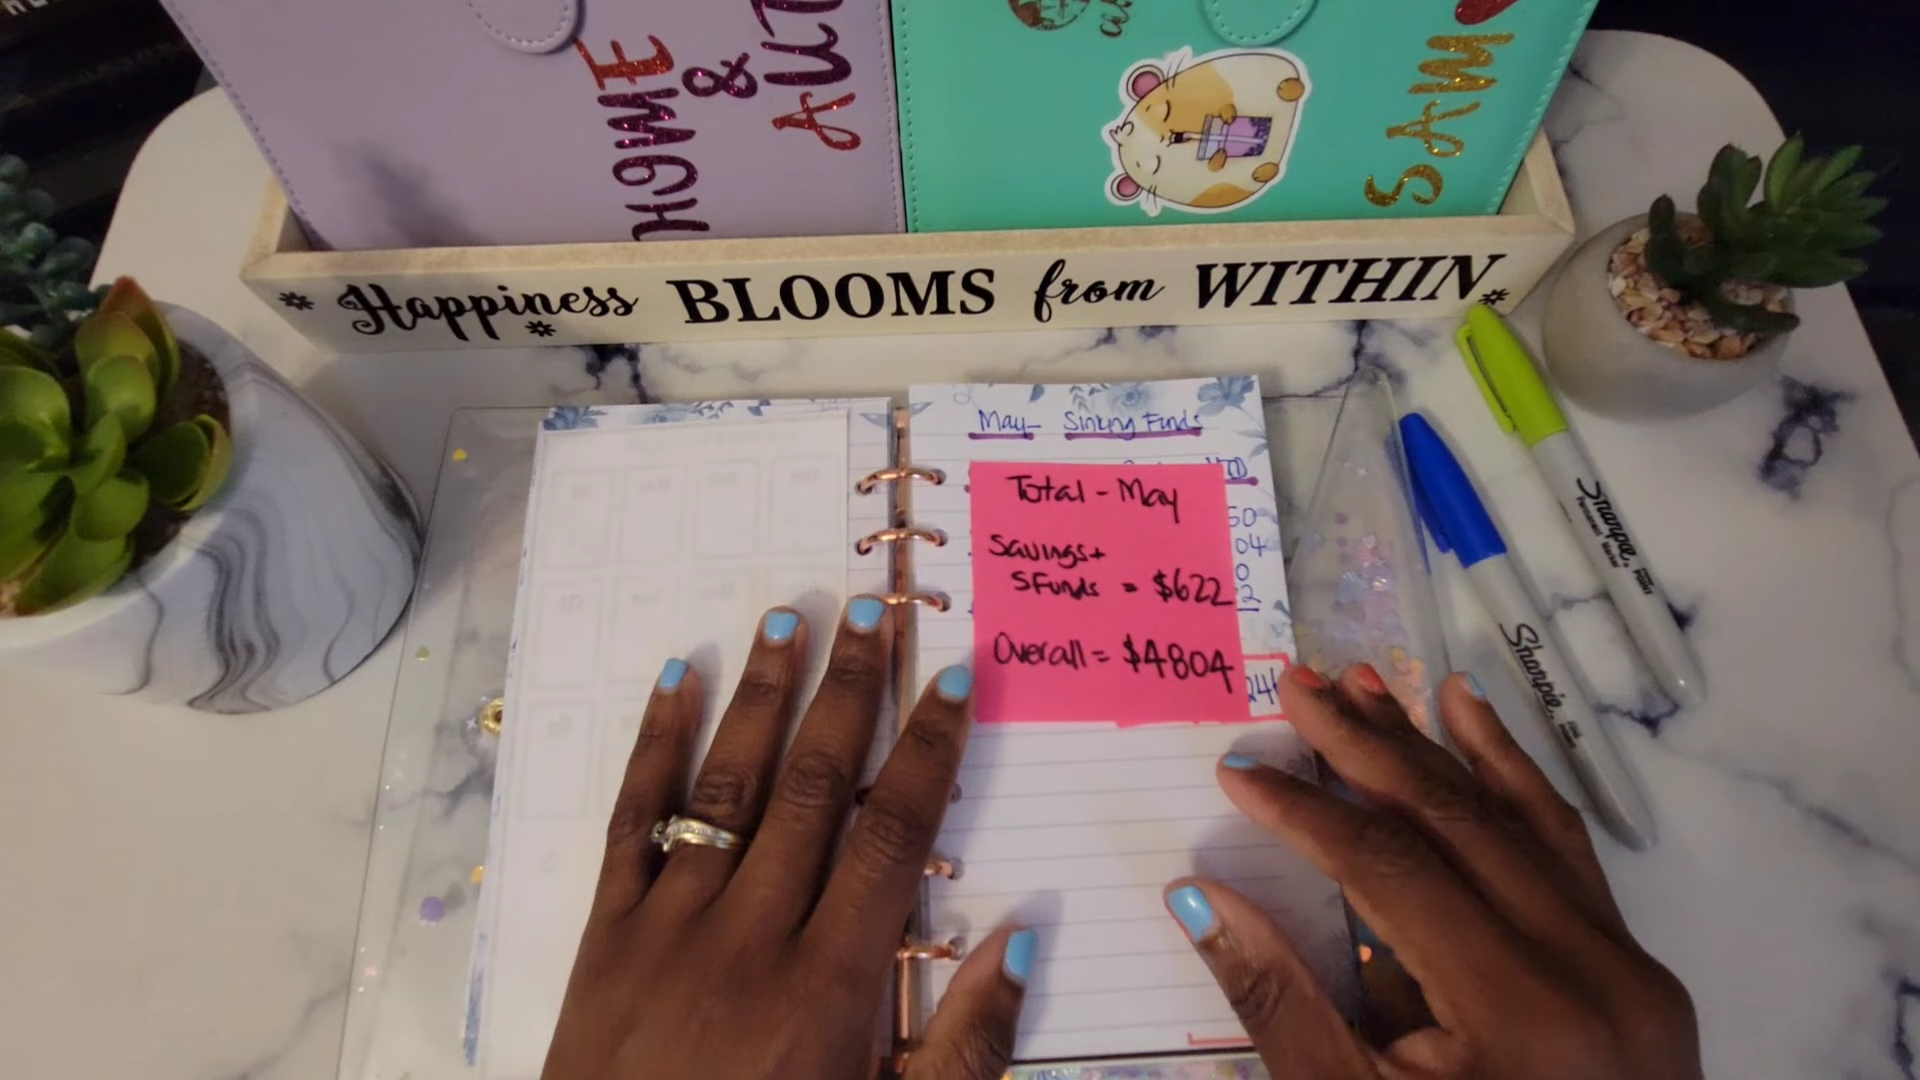 HOME
&
AUT
SAM
Happiness BLOOMS from WITHIN
May- Sinking Funds
Total - May
Savings+
SFunds = $622
Overall = $4804
Sharpie
Sharpie